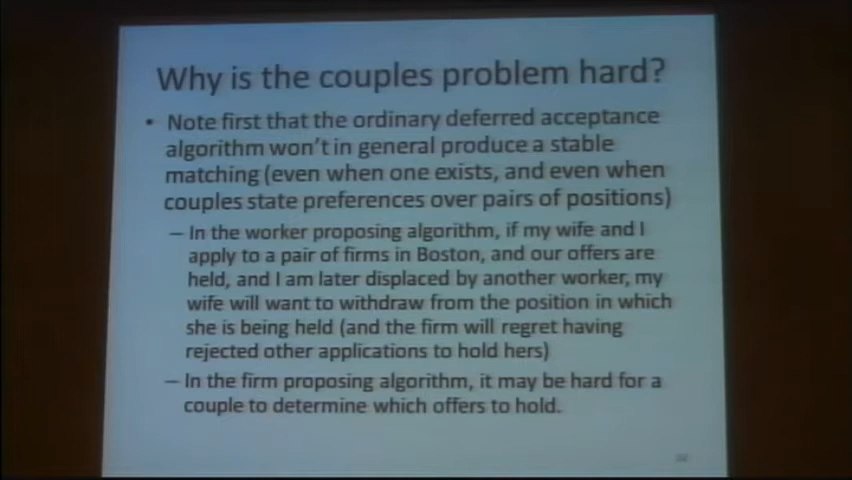 Why is the couples problem hard?
• Note first that the ordinary deferred acceptance
algorithm won't in general produce a stable
matching (even when one exists, and even when
couples state preferences over pairs of positions)
– In the worker proposing algorithm, if my wife and I
apply to a pair of firms in Boston, and our offers are
held, and I am later displaced by another worker, my
wife will want to withdraw from the position in which
she is being held (and the firm will regret having
rejected other applications to hold hers)
– In the firm proposing algorithm, it may be hard for a
couple to determine which offers to hold.